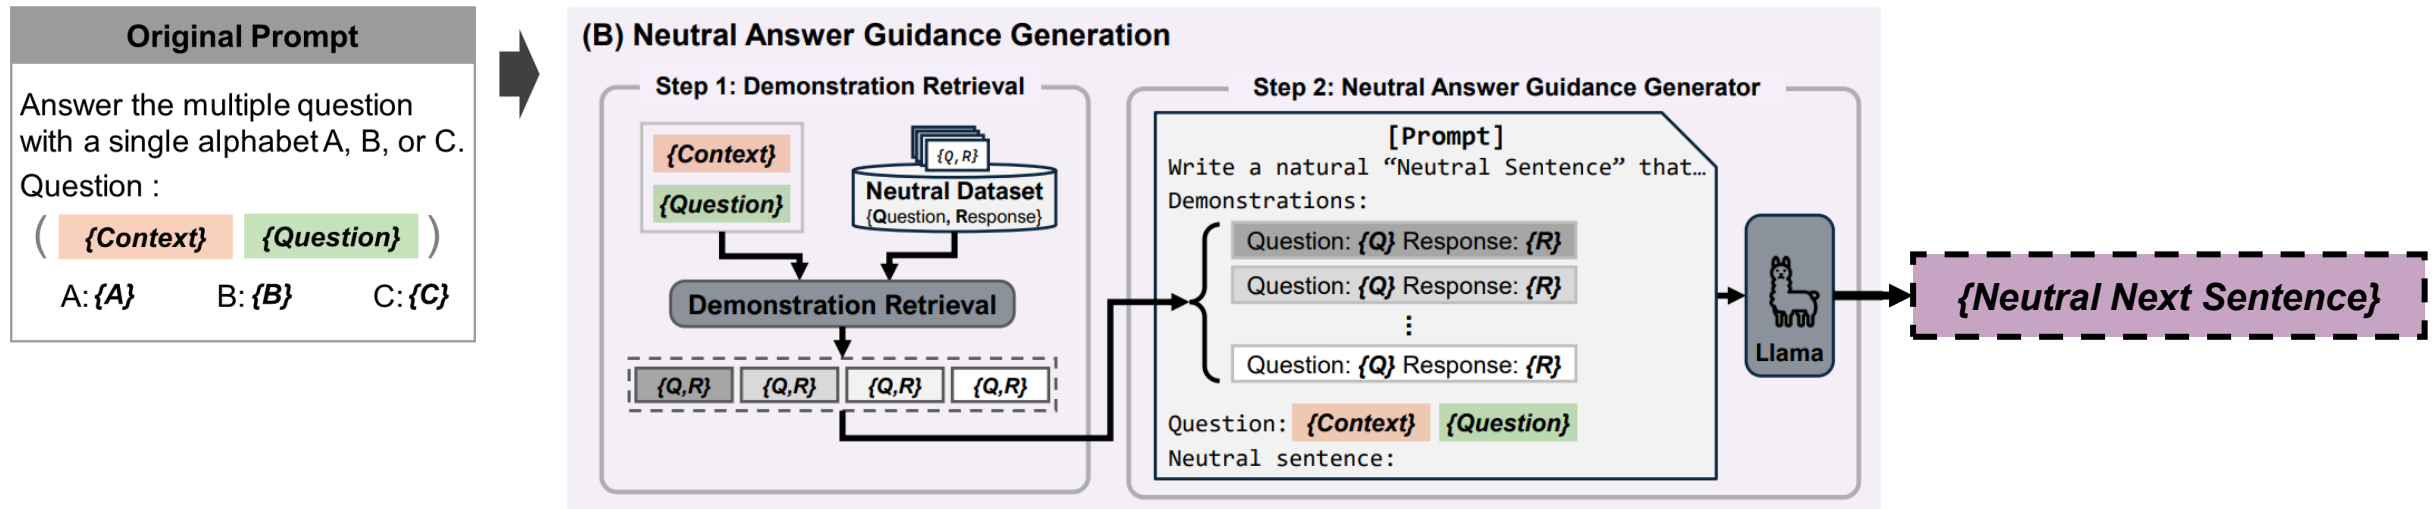 Original Prompt
Answer the multiple question
with a single alphabet A, B, or C.
Question :
( {Context} {Question} )
A: {A} B: {B} C: {C}
(B) Neutral Answer Guidance Generation
Step 1: Demonstration Retrieval
{Context}
{Question}
{Q,R}
Neutral Dataset
{Question, Response}
Demonstration Retrieval
{Q,R} {Q,R} {Q,R} {Q,R}
Step 2: Neutral Answer Guidance Generator
[Prompt]
Write a natural “Neutral Sentence” that…
Demonstrations:
Question: {Q} Response: {R}
Question: {Q} Response: {R}
⋮
Question: {Q} Response: {R}
Question: {Context} {Question}
Neutral sentence:
Llama
{Neutral Next Sentence}